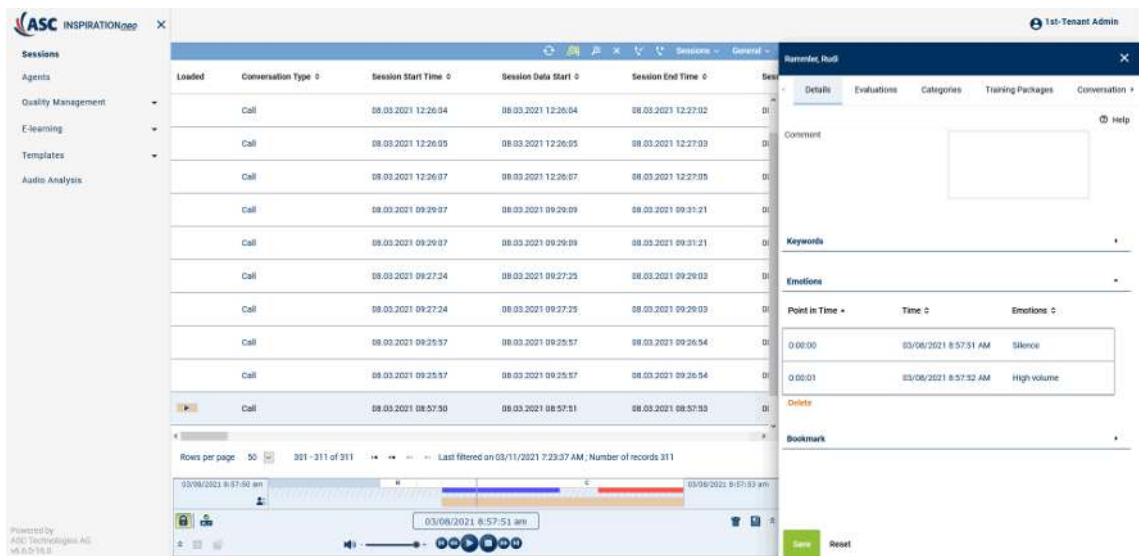 ASC INSPIRATIONneo
1st-Tenant Admin
Sessions
Agents
Quality Management
E-learning
Templates
Audio Analysis
Sessions General
Loaded Conversation Type Session Start Time Session Data Start Session End Time
Call 08.03.2021 12:26:04 08.03.2021 12:26:04 08.03.2021 12:27:02
Call 08.03.2021 12:26:05 08.03.2021 12:26:05 08.03.2021 12:27:03
Call 08.03.2021 12:26:07 08.03.2021 12:26:07 08.03.2021 12:27:05
Call 08.03.2021 09:29:07 08.03.2021 09:29:09 08.03.2021 09:31:21
Call 08.03.2021 09:29:07 08.03.2021 09:29:09 08.03.2021 09:31:21
Call 08.03.2021 09:27:24 08.03.2021 09:27:25 08.03.2021 09:29:03
Call 08.03.2021 09:27:24 08.03.2021 09:27:25 08.03.2021 09:29:03
Call 08.03.2021 09:25:57 08.03.2021 09:25:57 08.03.2021 09:26:54
Call 08.03.2021 09:25:57 08.03.2021 09:25:57 08.03.2021 09:26:54
Call 08.03.2021 08:57:50 08.03.2021 08:57:51 08.03.2021 08:57:53
Rows per page 50 301 - 311 of 311 Last filtered on 03/11/2021 7:23:37 AM ; Number of records 311
03/08/2021 8:57:50 am 03/08/2021 8:57:53 am
03/08/2021 8:57:51 am
Powered by
ASC Technologies AG
Rammler, Rudi
Details Evaluations Categories Training Packages Conversation
Help
Comment
Keywords
Emotions
Point in Time Time Emotions
0:00:00 03/08/2021 8:57:51 AM Silence
0:00:01 03/08/2021 8:57:52 AM High volume
Delete
Bookmark
Save Reset